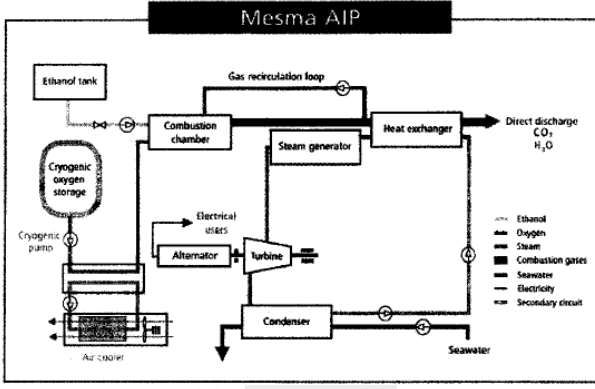 Mesma AIP
Ethanol tank
Gas recirculation loop
Combustion
chamber
Heat exchanger
Direct discharge
CO₂
H₂O
Steam generator
Cryogenic
oxygen
storage
Cryogenic
pump
Electrical
users
Alternator
Turbine
Ethanol
Oxygen
Steam
Combustion gases
Seawater
Electricity
Secondary circuit
Condenser
Seawater
Air cooler